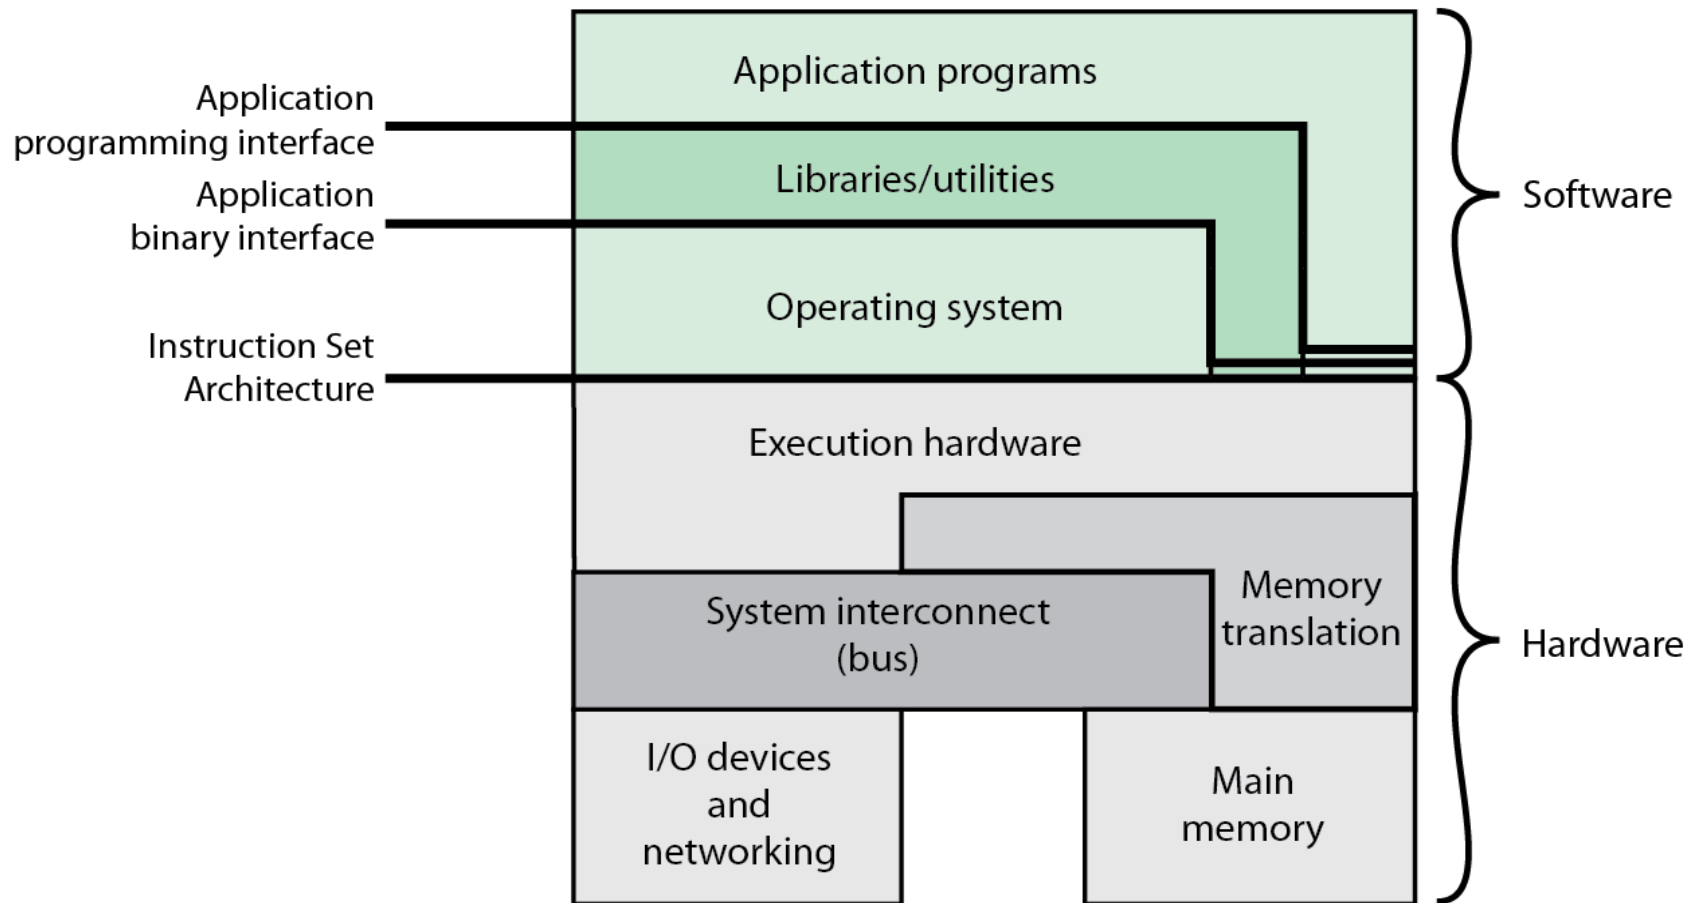 Application programs
Application
programming interface
Libraries/utilities
Application
binary interface
Software
Operating system
Instruction Set
Architecture
Execution hardware
Memory
translation
System interconnect
(bus)
Hardware
I/O devices
and
networking
Main
memory